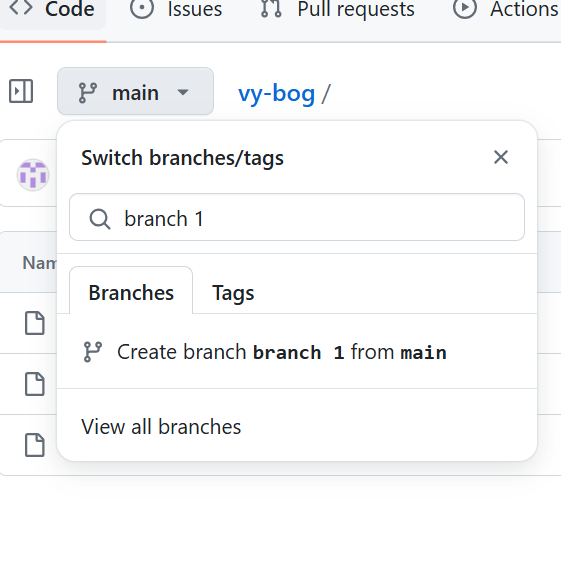 Code Issues Pull requests Actions
main vy-bog /
Switch branches/tags
branch 1
Nam
Branches Tags
Create branch branch 1 from main
View all branches